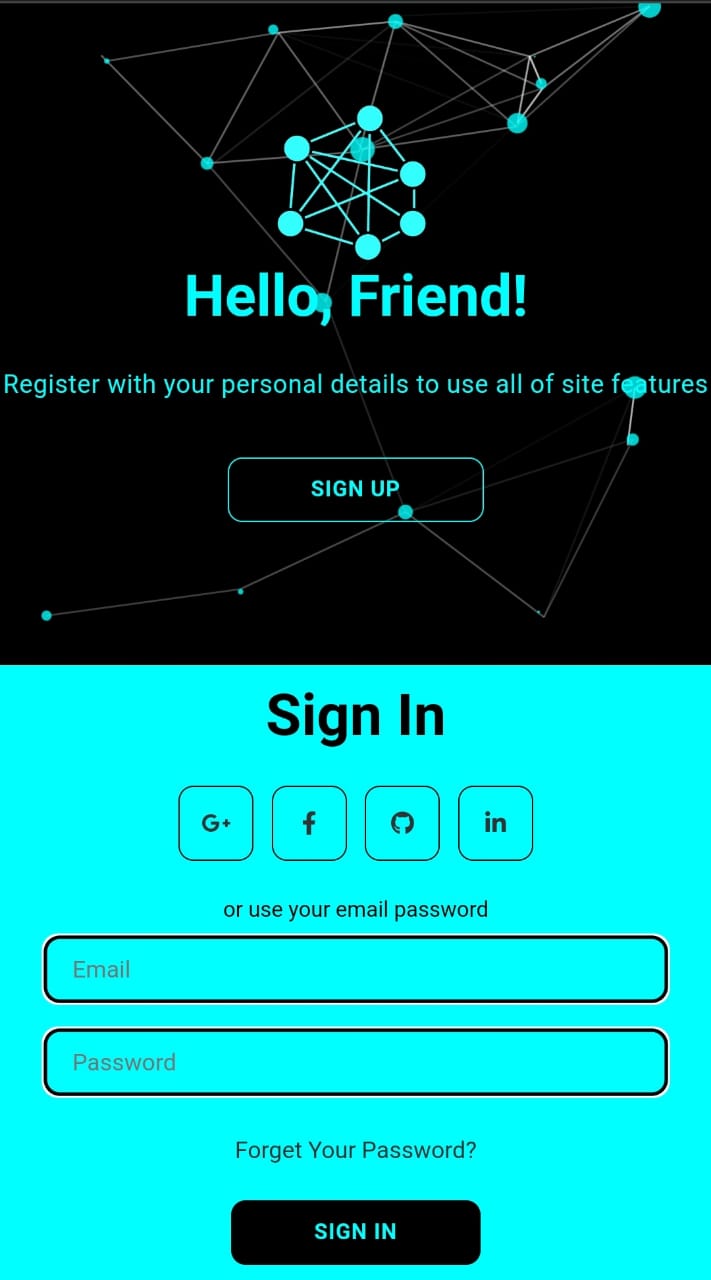 Hello, Friend!
Register with your personal details to use all of site features
SIGN UP
Sign In
G+ f in
or use your email password
Email
Password
Forget Your Password?
SIGN IN